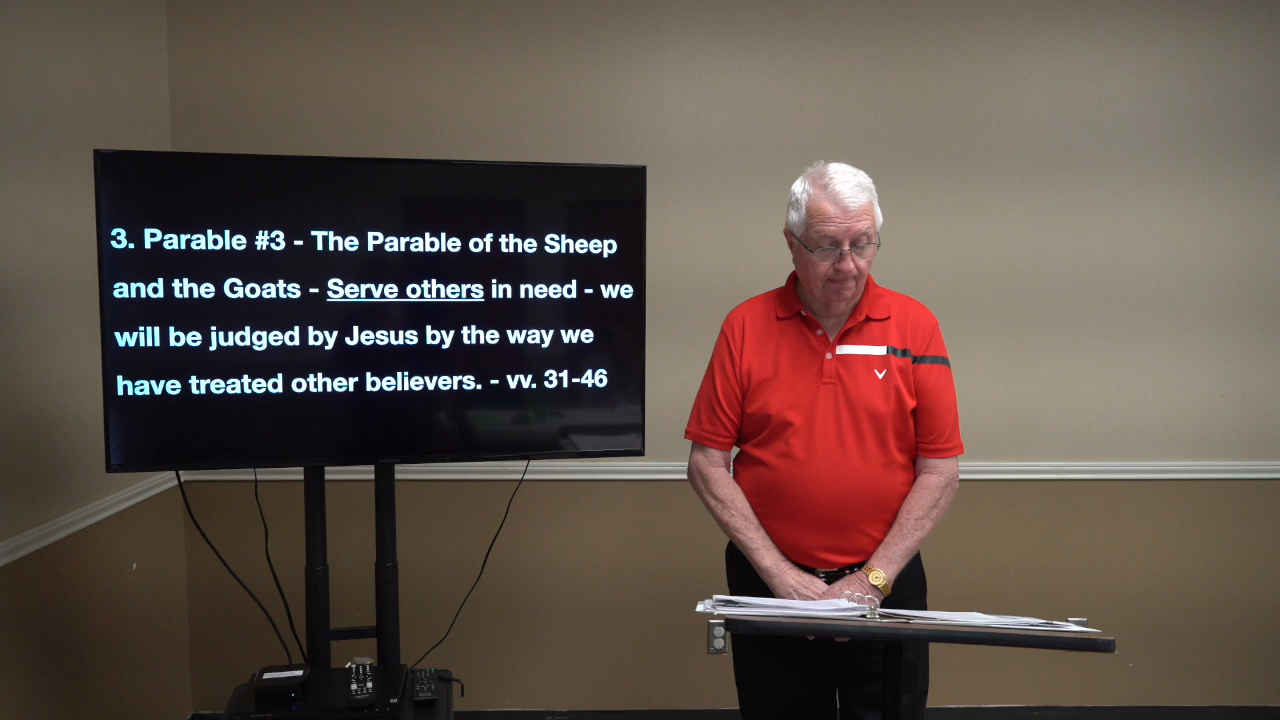 3. Parable #3 - The Parable of the Sheep
and the Goats - Serve others in need - we
will be judged by Jesus by the way we
have treated other believers. - vv. 31-46